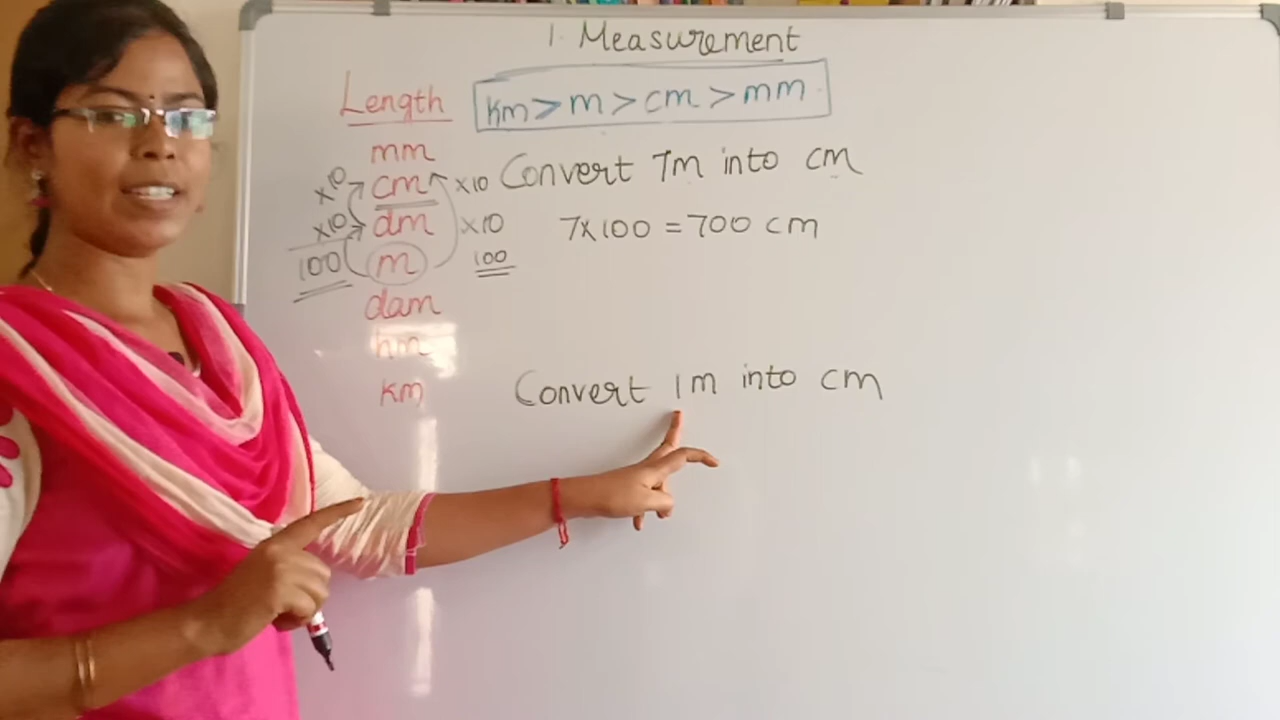 1. Measurement
Length
km > m > cm > mm
mm
×10 cm ×10
Convert 7m into cm
×10 dm ×10
7×100 = 700 cm
100 m 100
dam
hm
km
Convert 1m into cm